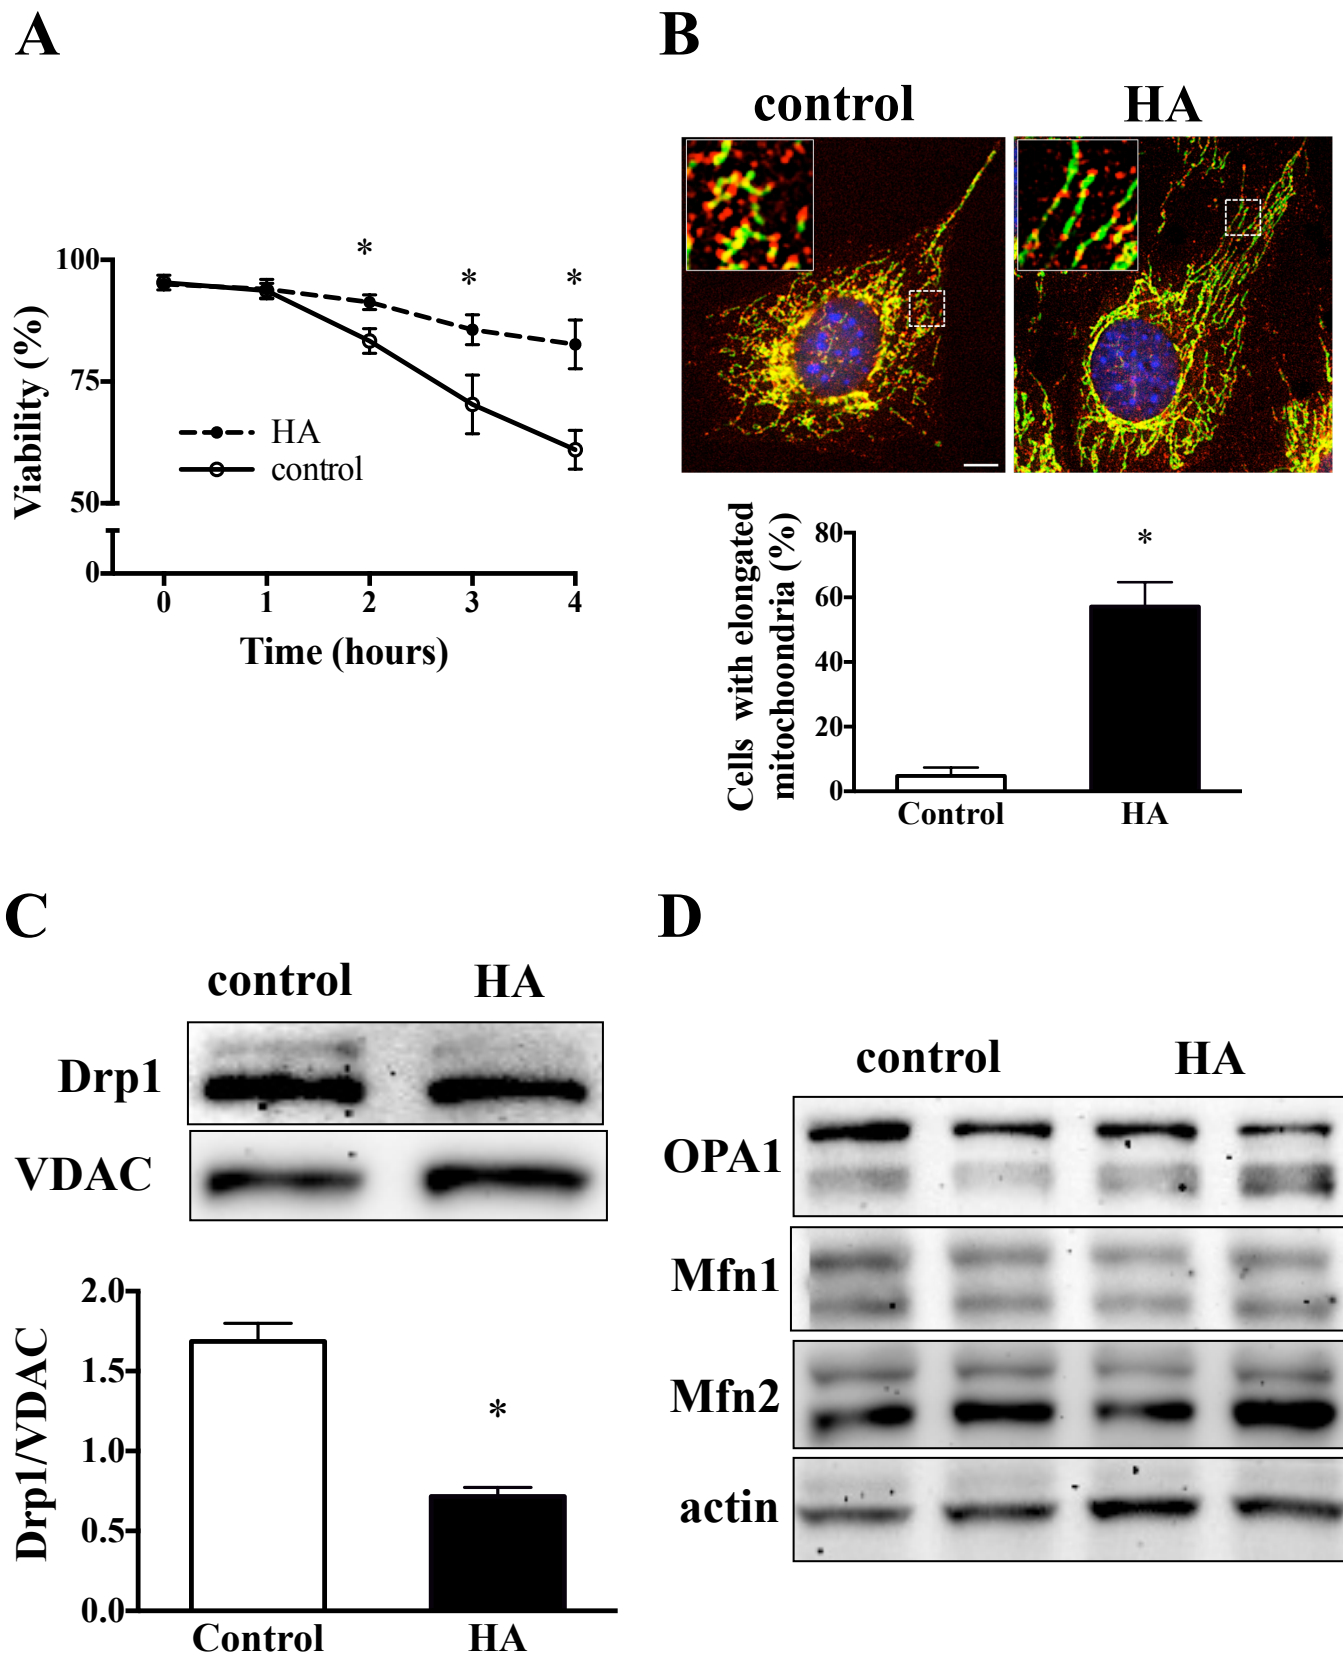 A
100
75
50
0
Viability (%)
*
*
*
HA
control
0 1 2 3 4
Time (hours)
B
control HA
Cells with elongated
mitochoondria (%)
80
60
40
20
0
*
Control HA
C
control HA
Drp1
VDAC
Drp1/VDAC
2.0
1.5
1.0
0.5
0.0
*
Control HA
D
control HA
OPA1
Mfn1
Mfn2
actin